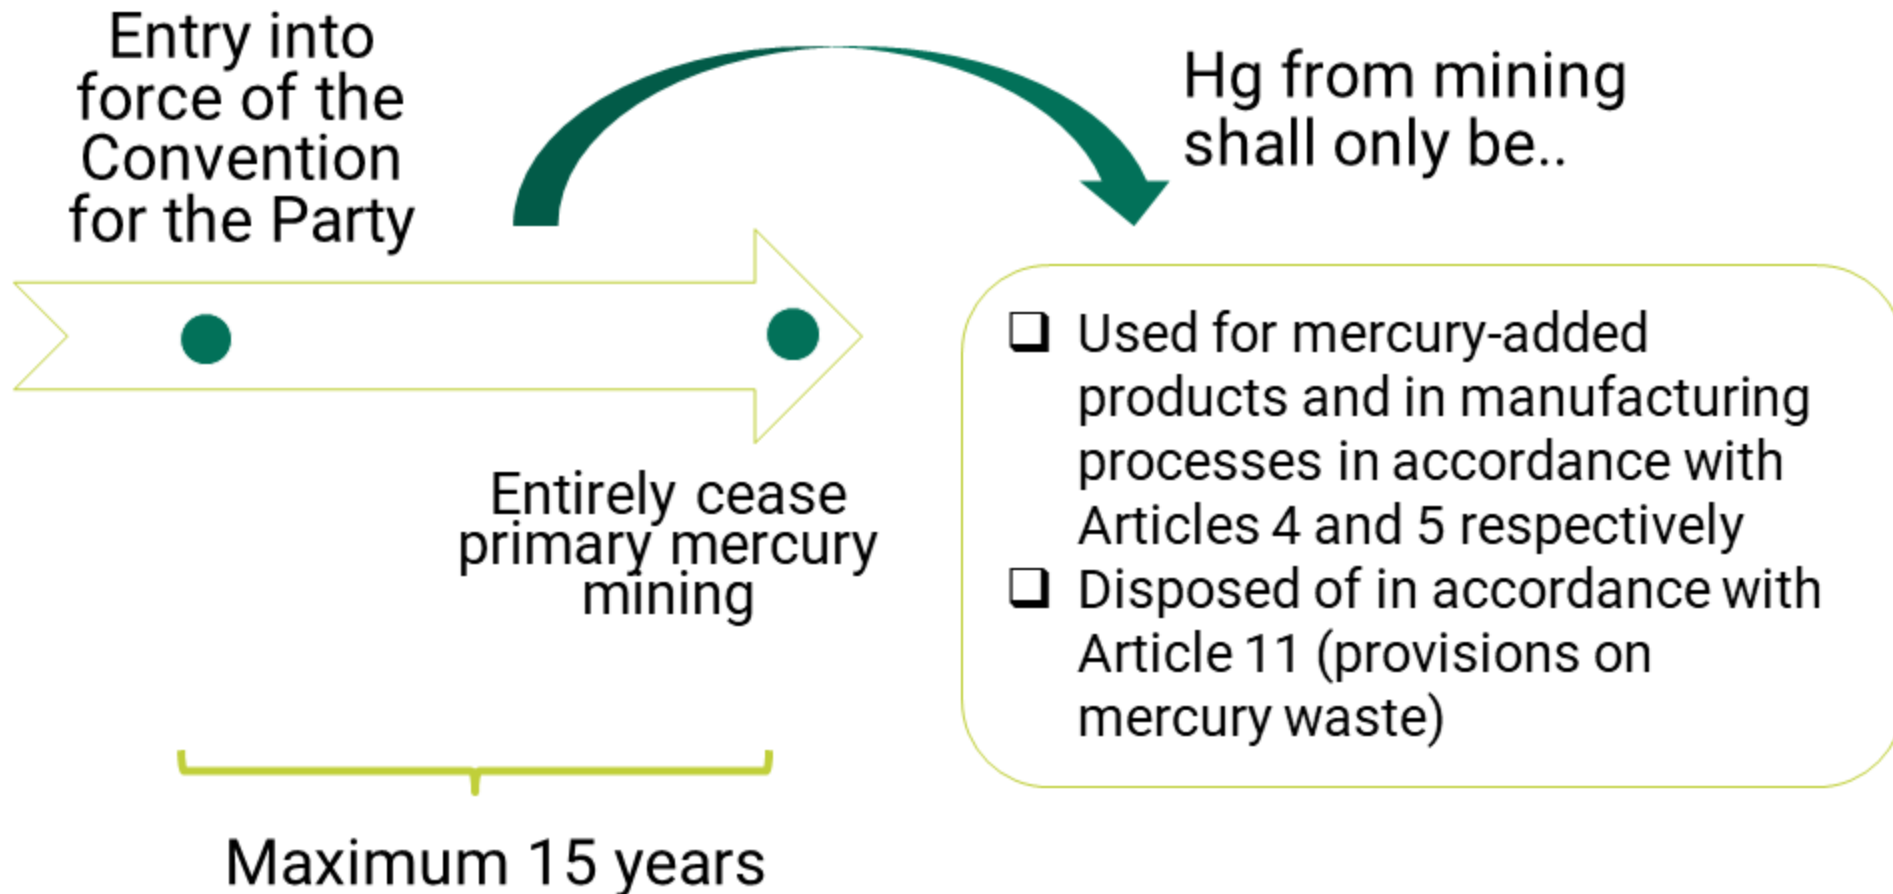 Entry into
force of the
Convention
for the Party
Hg from mining
shall only be..
Entirely cease
primary mercury
mining
Maximum 15 years
❑ Used for mercury-added
products and in manufacturing
processes in accordance with
Articles 4 and 5 respectively
❑ Disposed of in accordance with
Article 11 (provisions on
mercury waste)